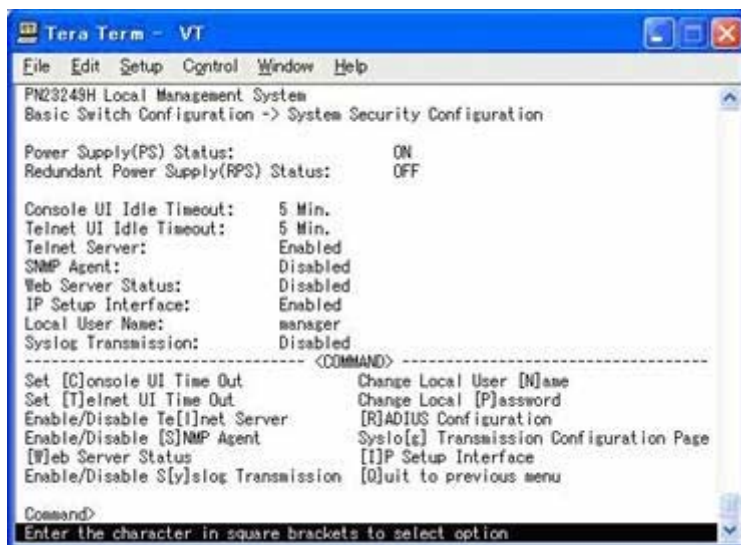 Tera Term - VT
File Edit Setup Control Window Help
PN23249H Local Management System
Basic Switch Configuration -> System Security Configuration
Power Supply(PS) Status: ON
Redundant Power Supply(RPS) Status: OFF
Console UI Idle Timeout: 5 Min.
Telnet UI Idle Timeout: 5 Min.
Telnet Server: Enabled
SNMP Agent: Disabled
Web Server Status: Disabled
IP Setup Interface: Enabled
Local User Name: manager
Syslog Transmission: Disabled
------------------------------------ <COMMAND> ------------------------------------
Set [C]onsole UI Time Out Change Local User [N]ame
Set [T]elnet UI Time Out Change Local [P]assword
Enable/Disable Te[l]net Server [R]ADIUS Configuration
Enable/Disable [S]NMP Agent Syslo[g] Transmission Configuration Page
[W]eb Server Status [I]P Setup Interface
Enable/Disable S[y]slog Transmission [Q]uit to previous menu
Command>
Enter the character in square brackets to select option